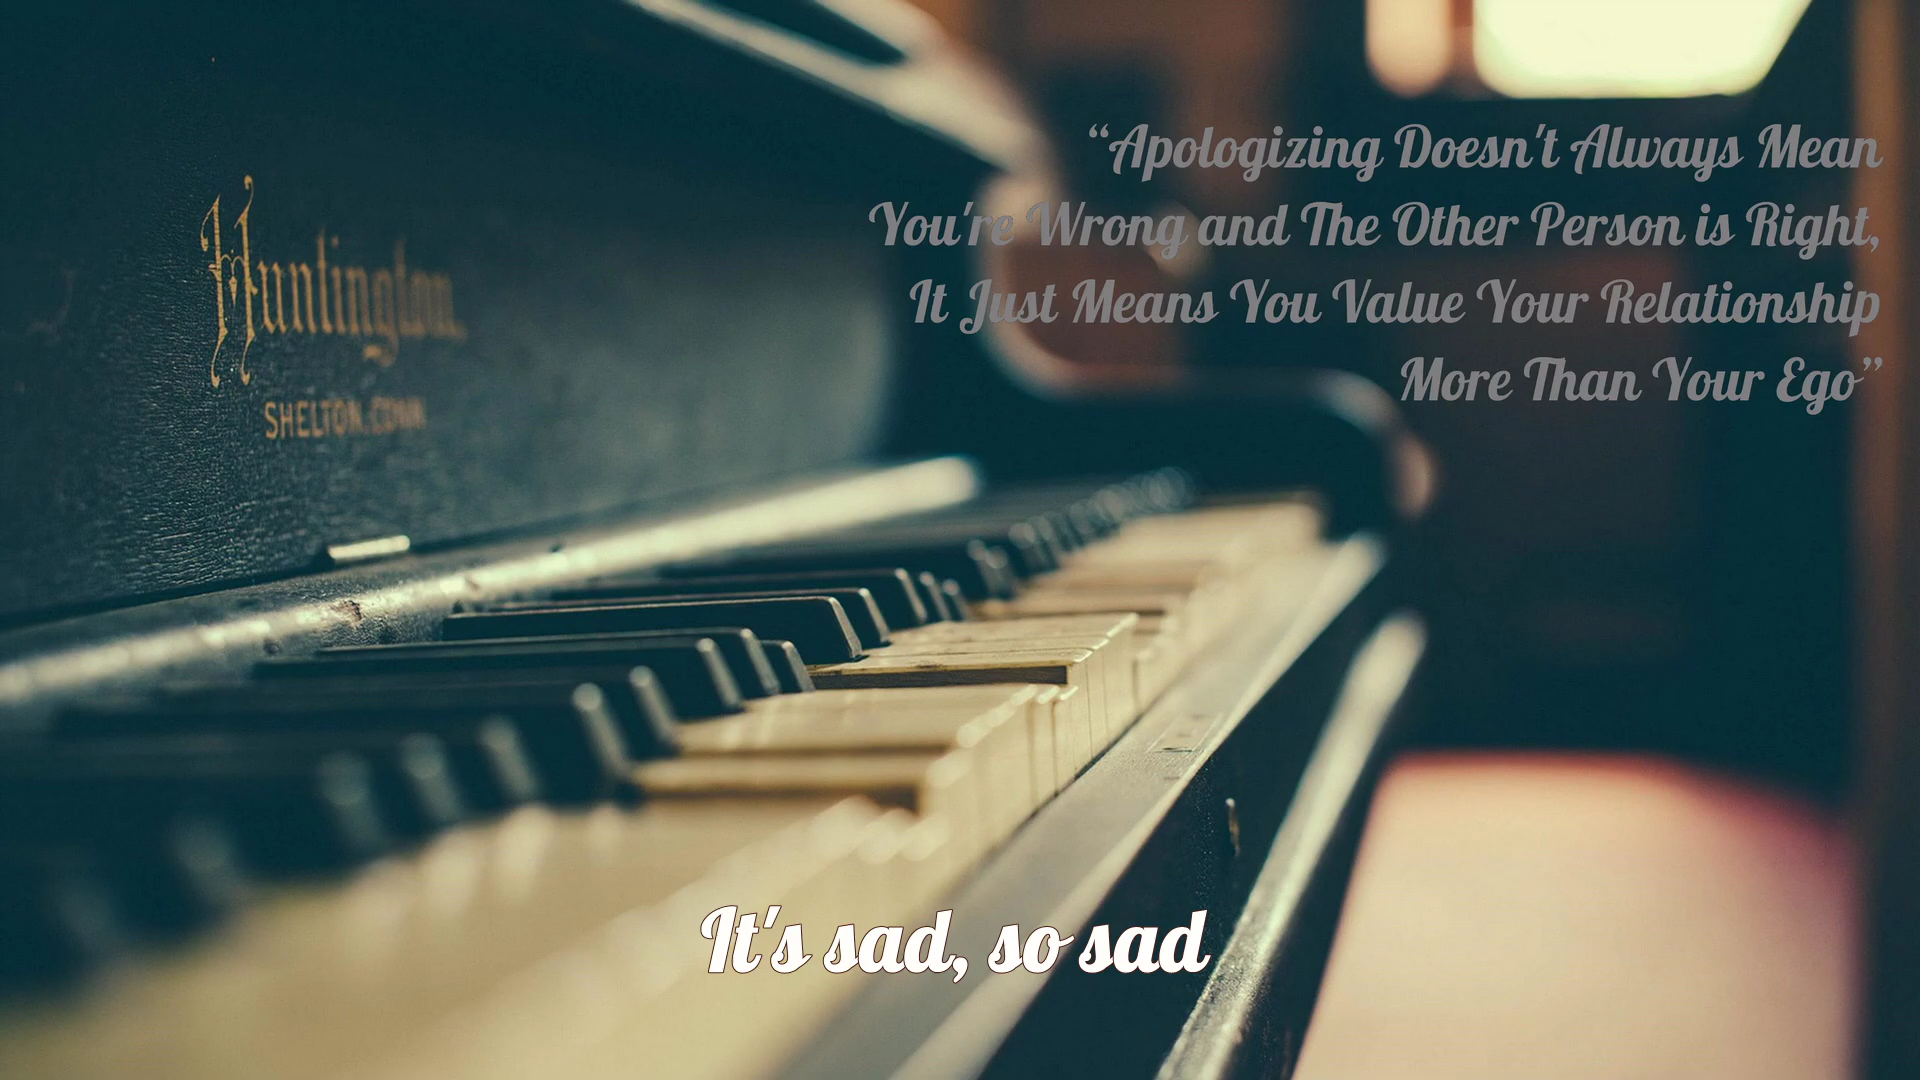 “Apologizing Doesn't Always Mean
You're Wrong and The Other Person is Right,
It Just Means You Value Your Relationship
More Than Your Ego”
Huntington.
SHELTON.CONN
It's sad, so sad